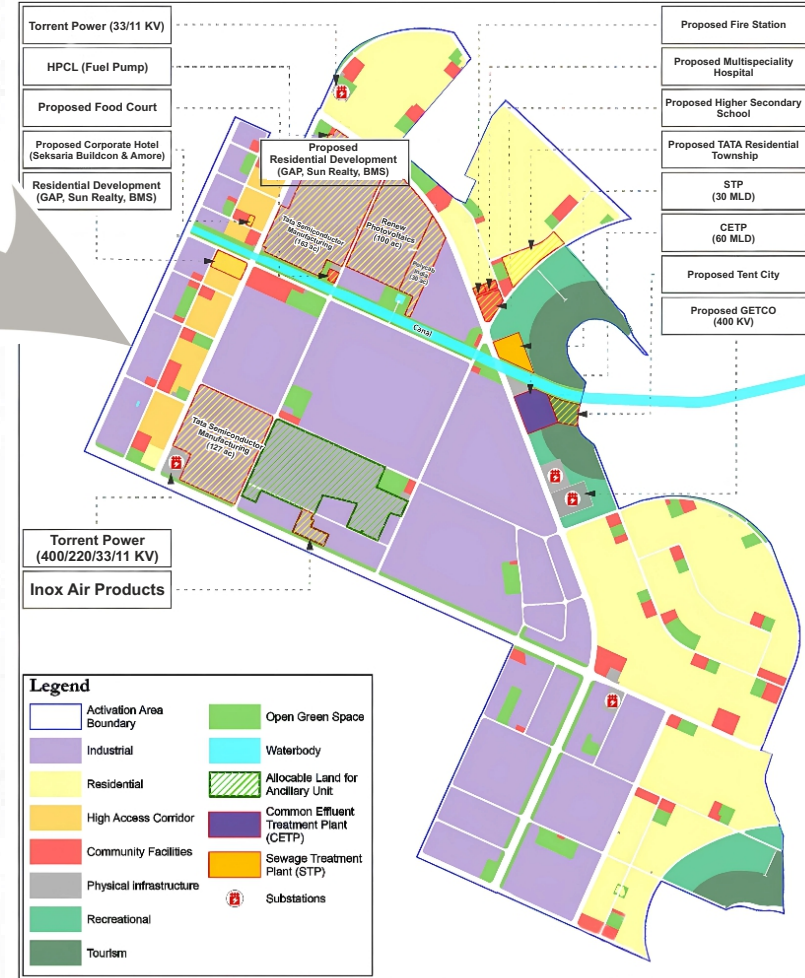 Torrent Power (33/11 KV)
HPCL (Fuel Pump)
Proposed Food Court
Proposed Corporate Hotel
(Seksaria Buildcon & Amore)
Residential Development
(GAP, Sun Realty, BMS)
Proposed
Residential Development
(GAP, Sun Realty, BMS)
Proposed Fire Station
Proposed Multispeciality
Hospital
Proposed Higher Secondary
School
Proposed TATA Residential
Township
STP
(30 MLD)
CETP
(60 MLD)
Proposed Tent City
Proposed GETCO
(400 KV)
Tata Semiconductor
Manufacturing
(163 ac)
Renew
Photovoltaics
(100 ac)
Polycab
India
(30 ac)
Canal
Tata Semiconductor
Manufacturing
(127 ac)
Torrent Power
(400/220/33/11 KV)
Inox Air Products
Legend
Activation Area
Boundary
Industrial
Residential
High Access Corridor
Community Facilities
Physical infrastructure
Recreational
Tourism
Open Green Space
Waterbody
Allocable Land for
Ancillary Unit
Common Effluent
Treatment Plant
(CETP)
Sewage Treatment
Plant (STP)
Substations